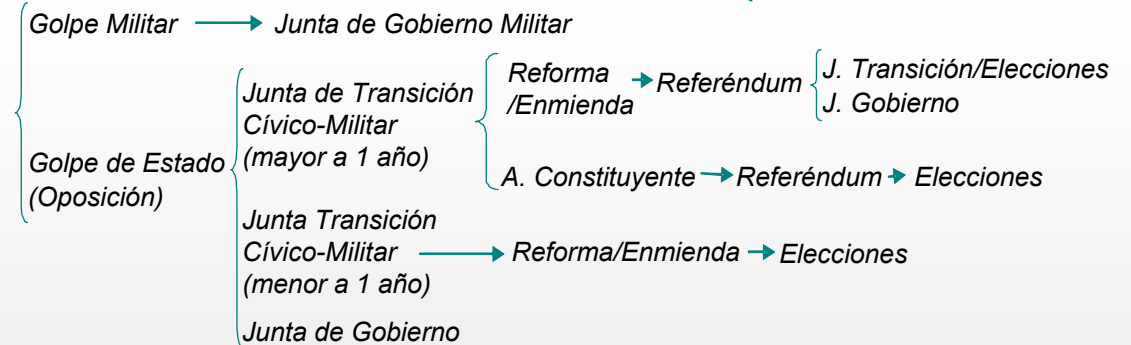 Golpe Militar
Junta de Gobierno Militar
Golpe de Estado
(Oposición)
Junta de Transición
Cívico-Militar
(mayor a 1 año)
Reforma
/Enmienda
Referéndum
J. Transición/Elecciones
J. Gobierno
A. Constituyente
Referéndum
Elecciones
Junta Transición
Cívico-Militar
(menor a 1 año)
Reforma/Enmienda
Elecciones
Junta de Gobierno